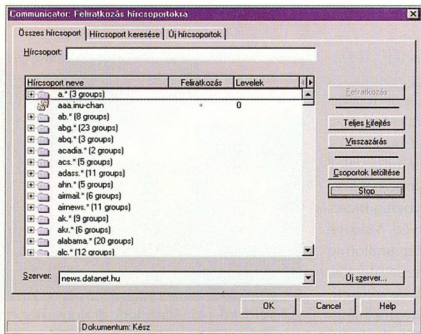 Communicator: Feliratkozás hírcsoportokra
Összes hírcsoport Hírcsoport keresése Új hírcsoportok
Hírcsoport:
Hírcsoport neve Feliratkozás Levelek
a.* (3 groups)
aaa.inu-chan 0
ab.* (8 groups)
abg.* (23 groups)
abq.* (3 groups)
acadia.* (2 groups)
acs.* (5 groups)
adass.* (11 groups)
ahn.* (5 groups)
airmail.* (6 groups)
airnews.* (11 groups)
ak.* (9 groups)
akr.* (6 groups)
alabama.* (20 groups)
alc.* (12 groups)
Feliratkozás
Teljes kifejtés
Visszazárás
Csoportok letöltése
Stop
Szerver: news.datanet.hu
Új szerver...
OK Cancel Help
Dokumentum: Kész